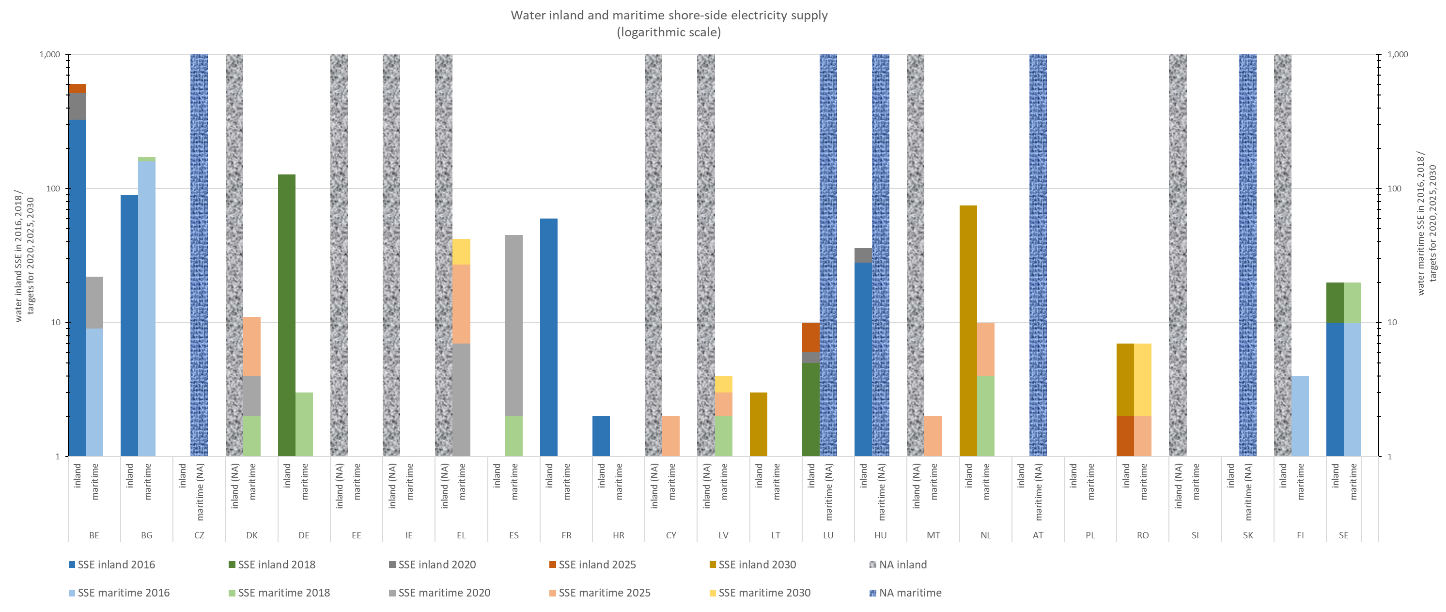 Water inland and maritime shore-side electricity supply
(logarithmic scale)
1,000
100
10
1
water inland SSE in 2016, 2018 /
targets for 2020, 2025, 2030
1,000
100
10
1
water maritime SSE in 2016, 2018 /
targets for 2020, 2025, 2030
inland maritime inland maritime inland maritime (NA) inland (NA) maritime inland maritime inland (NA) maritime inland (NA) maritime inland (NA) maritime inland maritime inland maritime inland maritime inland (NA) maritime inland (NA) maritime inland maritime inland maritime (NA) inland maritime (NA) inland (NA) maritime inland maritime inland maritime (NA) inland maritime inland maritime inland (NA) maritime inland maritime (NA) inland (NA) maritime inland maritime
BE BG CZ DK DE EE IE EL ES FR HR CY LV LT LU HU MT NL AT PL RO SI SK FI SE
SSE inland 2016 SSE inland 2018 SSE inland 2020 SSE inland 2025 SSE inland 2030 NA inland
SSE maritime 2016 SSE maritime 2018 SSE maritime 2020 SSE maritime 2025 SSE maritime 2030 NA maritime